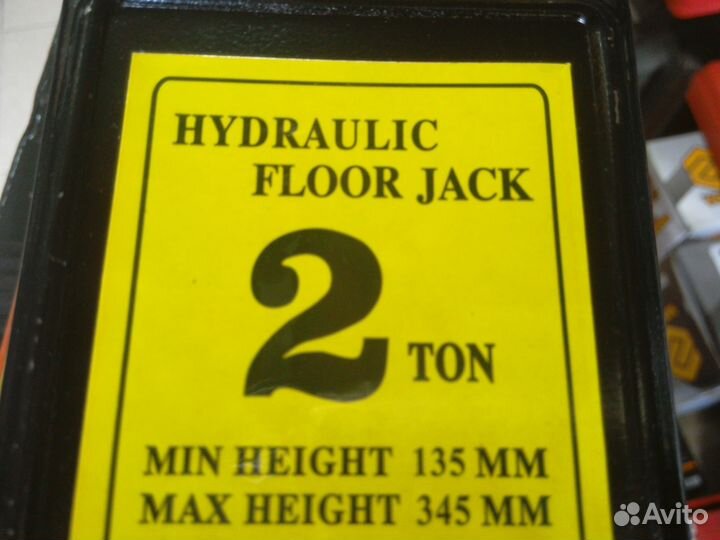 HYDRAULIC
FLOOR JACK
2 TON
MIN HEIGHT 135 MM
MAX HEIGHT 345 MM
Avito